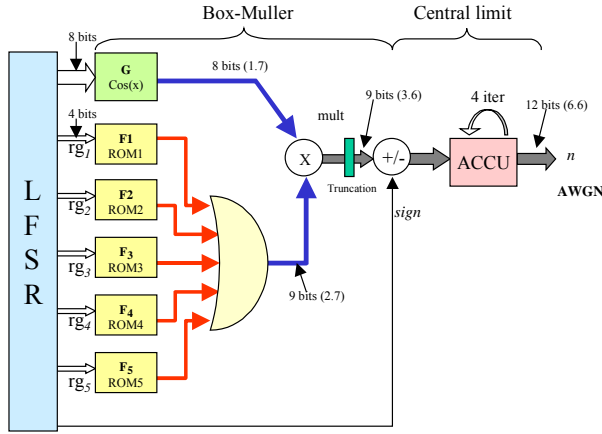 Box-Muller
Central limit
8 bits
G
Cos(x)
8 bits (1.7)
9 bits (3.6)
4 iter
12 bits (6.6)
4 bits
mult
rg1
F1
ROM1
X
+/-
ACCU
n
Truncation
AWGN
LFSR
rg2
F2
ROM2
sign
rg3
F3
ROM3
9 bits (2.7)
rg4
F4
ROM4
rg5
F5
ROM5